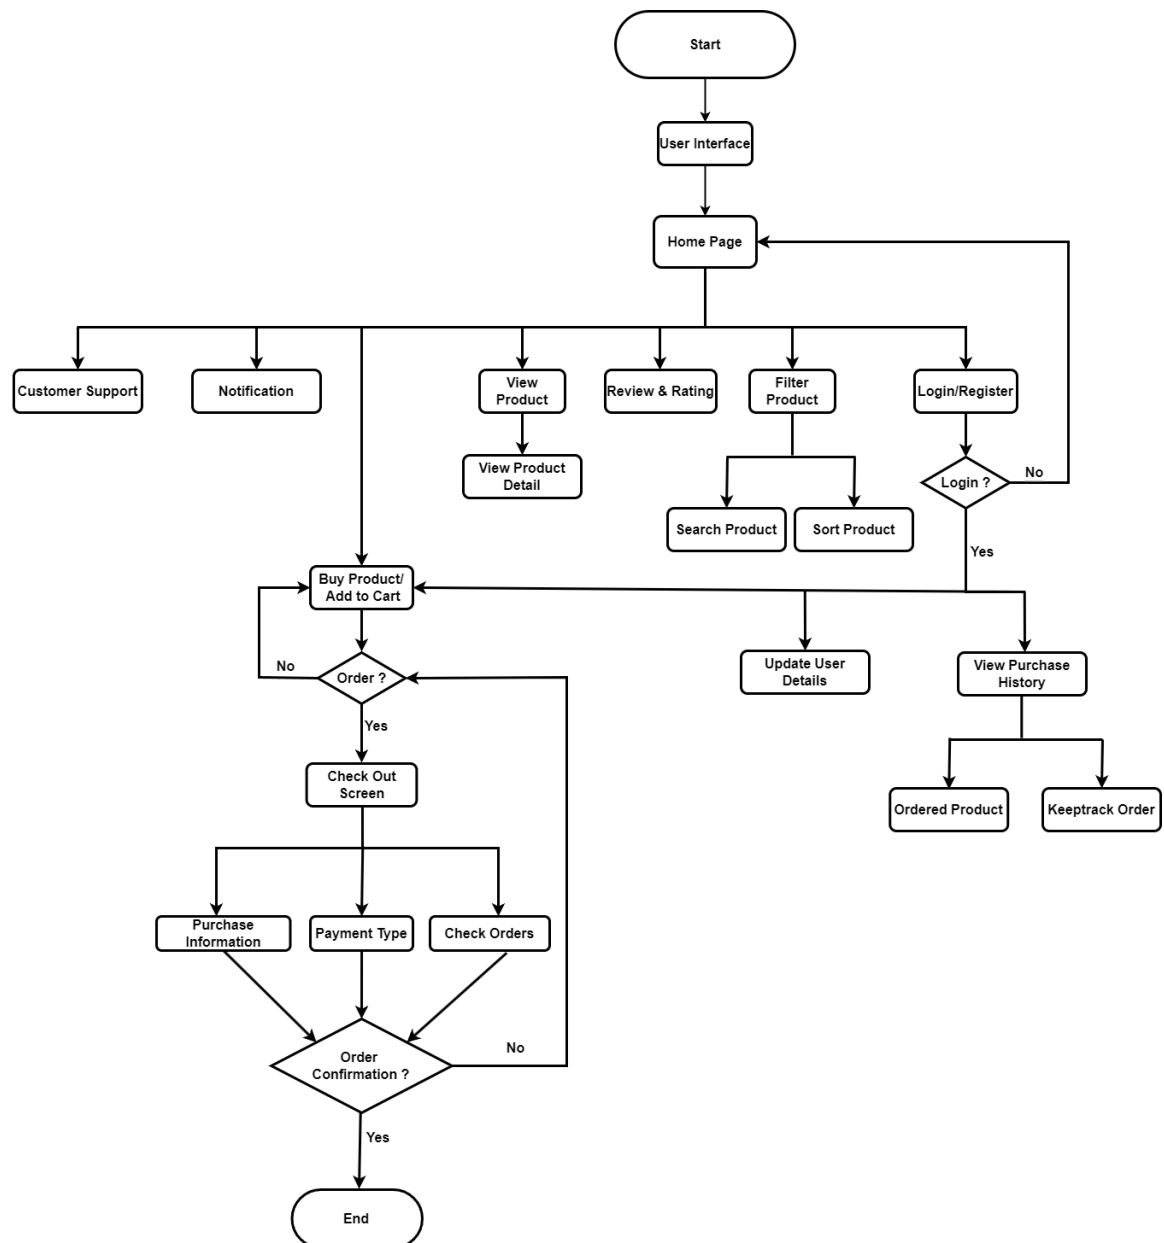 Start
User Interface
Home Page
Customer Support
Notification
View
Product
Review & Rating
Filter
Product
Login/Register
View Product
Detail
Login ?
No
Search Product
Sort Product
Yes
Buy Product/
Add to Cart
No
Order ?
Update User
Details
View Purchase
History
Yes
Check Out
Screen
Ordered Product
Keeptrack Order
Purchase
Information
Payment Type
Check Orders
Order
Confirmation ?
No
Yes
End